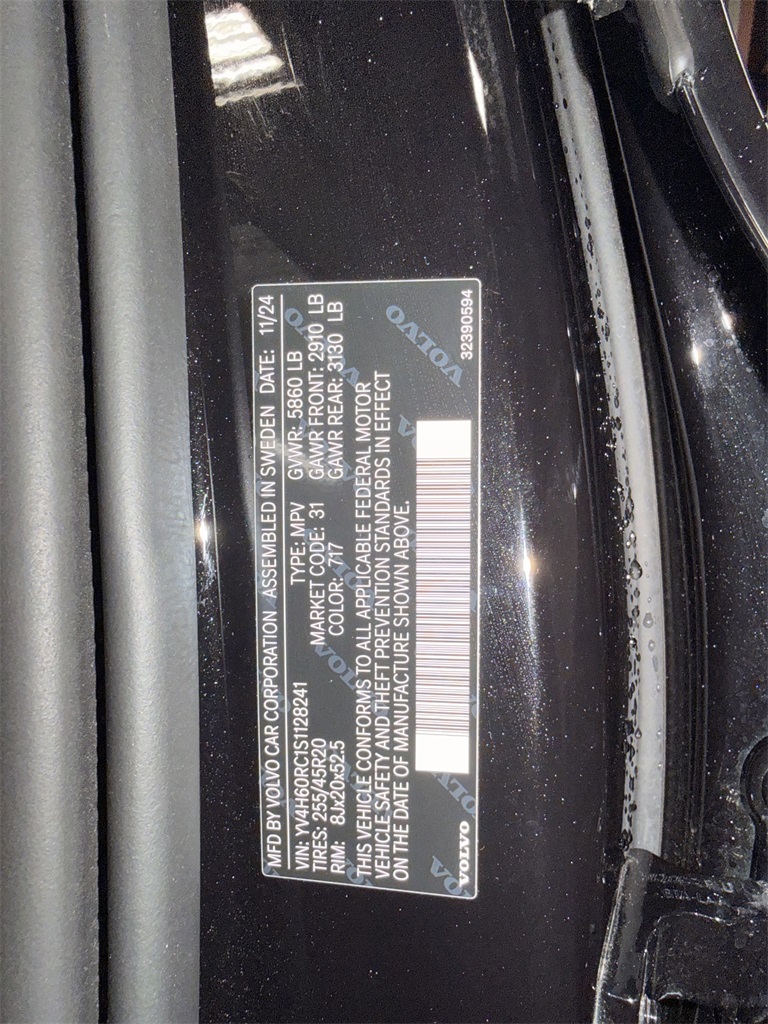 MFD BY VOLVO CAR CORPORATION ASSEMBLED IN SWEDEN DATE: 11/24
VIN: YV4H60RC1S1128241 TYPE: MPV GVWR: 5860 LB
TIRES: 255/45R20 MARKET CODE: 31 GAWR FRONT: 2910 LB
RIM: 8Jx20x52.5 COLOR: 717 GAWR REAR: 3130 LB
THIS VEHICLE CONFORMS TO ALL APPLICABLE FEDERAL MOTOR
VEHICLE SAFETY AND THEFT PREVENTION STANDARDS IN EFFECT
ON THE DATE OF MANUFACTURE SHOWN ABOVE.
VOLVO
32390594